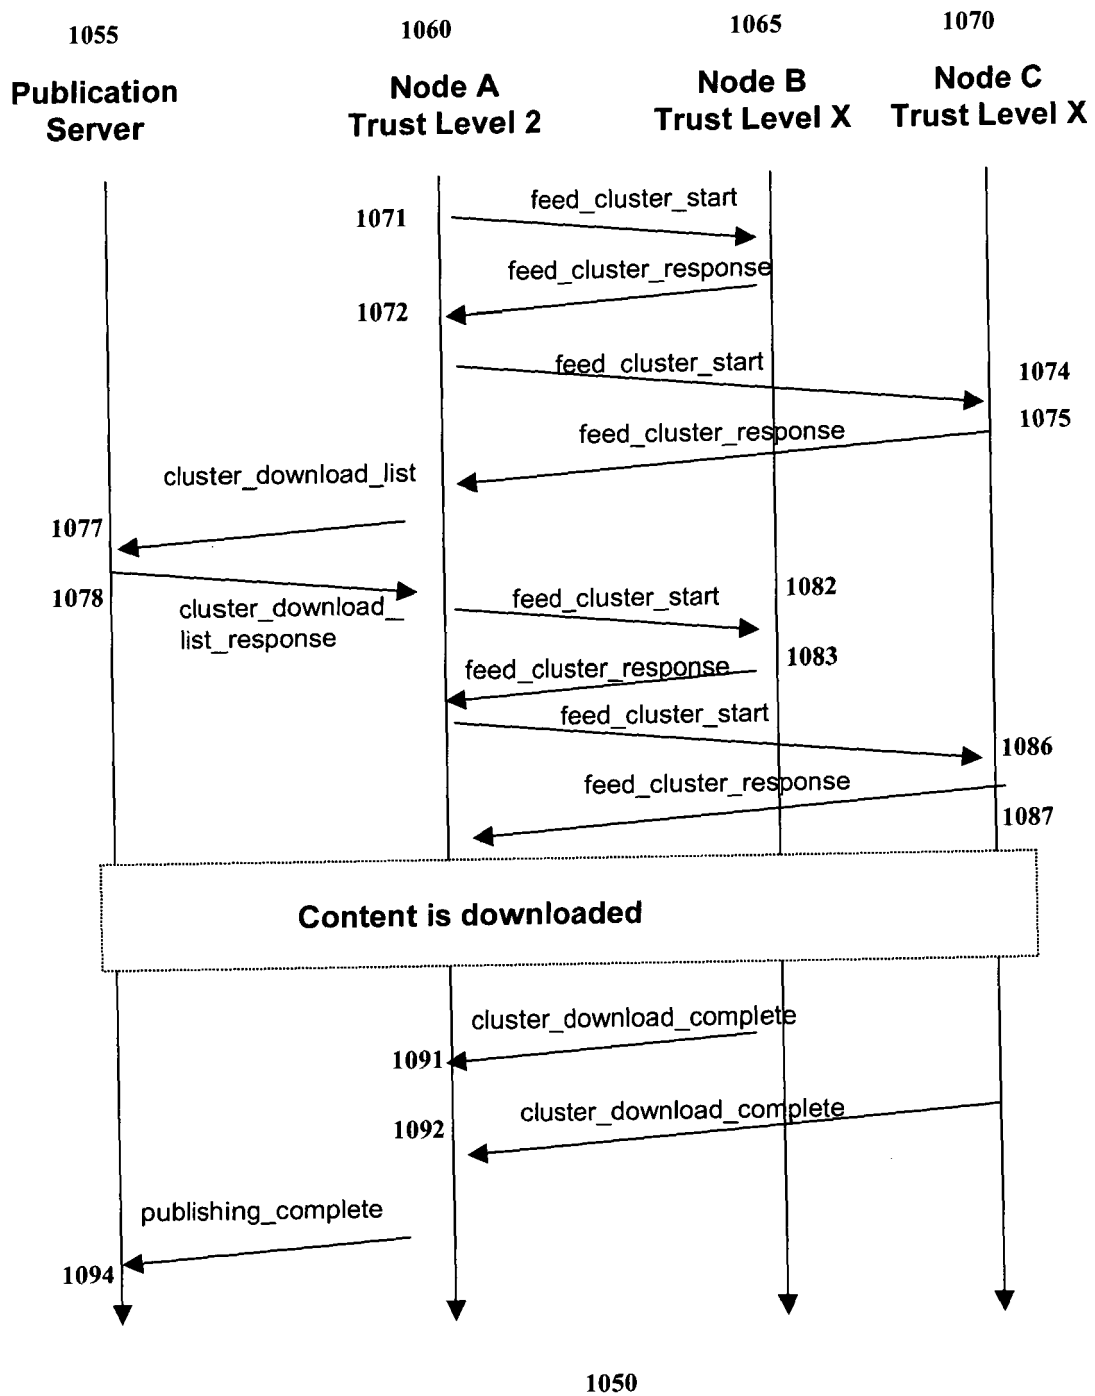 1055
1060
1065
1070
Publication
Server
Node A
Trust Level 2
Node B
Trust Level X
Node C
Trust Level X
1071
feed_cluster_start
feed_cluster_response
1072
feed_cluster_start
1074
1075
feed_cluster_response
cluster_download_list
1077
1078
cluster_download_
list_response
feed_cluster_start
1082
feed_cluster_response
1083
feed_cluster_start
1086
feed_cluster_response
1087
Content is downloaded
cluster_download_complete
1091
cluster_download_complete
1092
publishing_complete
1094
1050